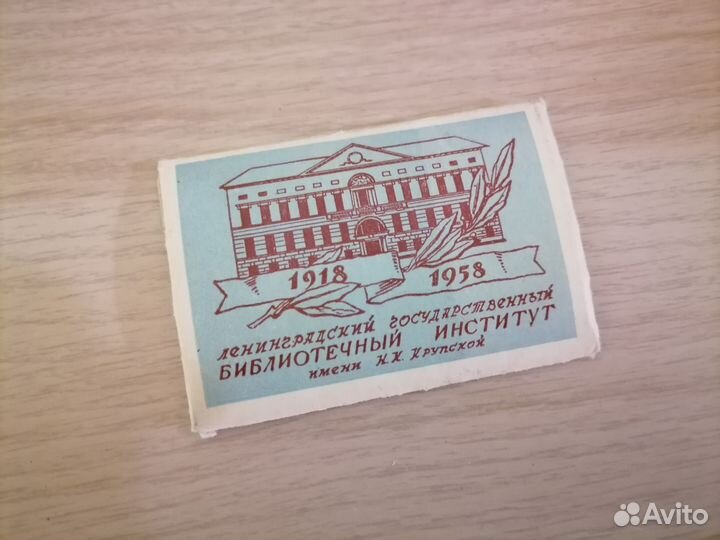 1918 1958
ЛЕНИНГРАДСКИЙ ГОСУДАРСТВЕННЫЙ
БИБЛИОТЕЧНЫЙ ИНСТИТУТ
имени Н.К. Крупской
Avito